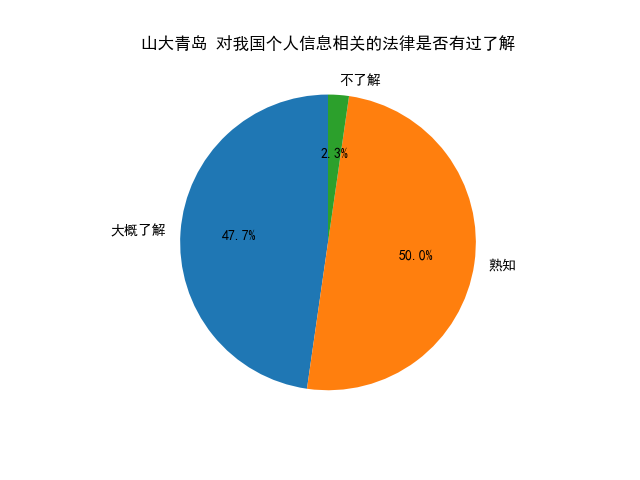 山大青岛 对我国个人信息相关的法律是否有过了解
不了解
2.3%
大概了解
47.7%
50.0%
熟知